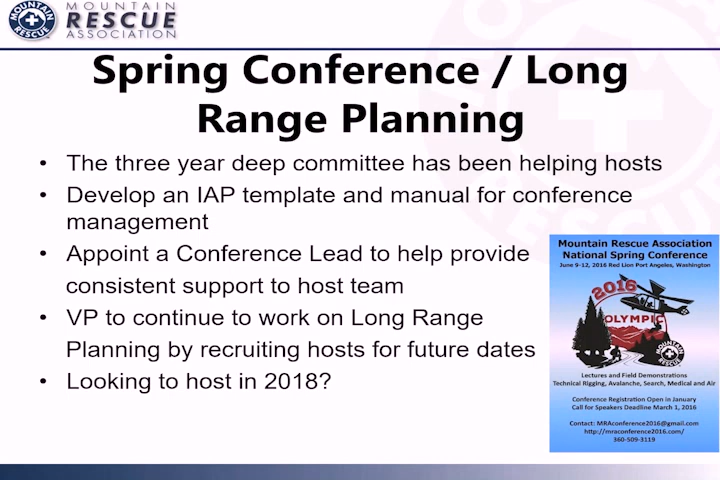 MOUNTAIN
RESCUE
ASSOCIATION
MOUNTAIN
RESCUE
Spring Conference / Long
Range Planning
• The three year deep committee has been helping hosts
• Develop an IAP template and manual for conference
management
• Appoint a Conference Lead to help provide
consistent support to host team
• VP to continue to work on Long Range
Planning by recruiting hosts for future dates
• Looking to host in 2018?
Mountain Rescue Association
National Spring Conference
June 9-12, 2016 Red Lion Port Angeles, Washington
2016
OLYMPIC
MOUNTAIN
RESCUE
Lectures and Field Demonstrations
Technical Rigging, Avalanche, Search, Medical and Air
Conference Registration Open in January
Call for Speakers Deadline March 1, 2016
Contact: MRAconference2016@gmail.com
http://mraconference2016.com/
360-509-3119